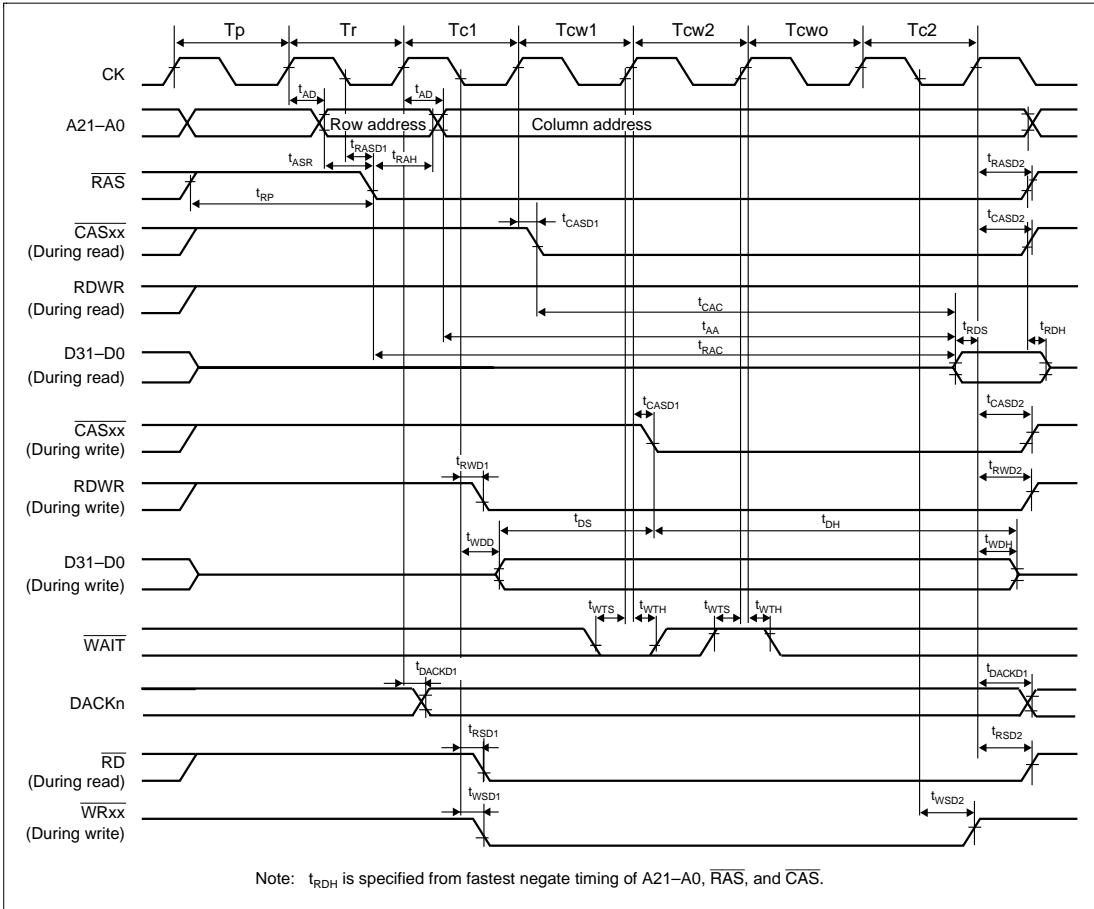 Tp Tr Tc1 Tcw1 Tcw2 Tcwo Tc2
CK
tAD tAD
A21–A0 Row address Column address
tRASD1
tASR tRAH tRASD2
RAS
tRP
CASxx tCASD1 tCASD2
(During read)
RDWR
(During read) tCAC
tAA tRDS tRDH
D31–D0 tRAC
(During read)
tCASD1 tCASD2
CASxx
(During write)
tRWD1 tRWD2
RDWR
(During write)
tDS tDH
tWDD tWDH
D31–D0
(During write)
tWTS tWTH tWTS tWTH
WAIT
tDACKD1 tDACKD1
DACKn
tRSD1 tRSD2
RD
(During read)
tWSD1 tWSD2
WRxx
(During write)
Note: tRDH is specified from fastest negate timing of A21–A0, RAS, and CAS.